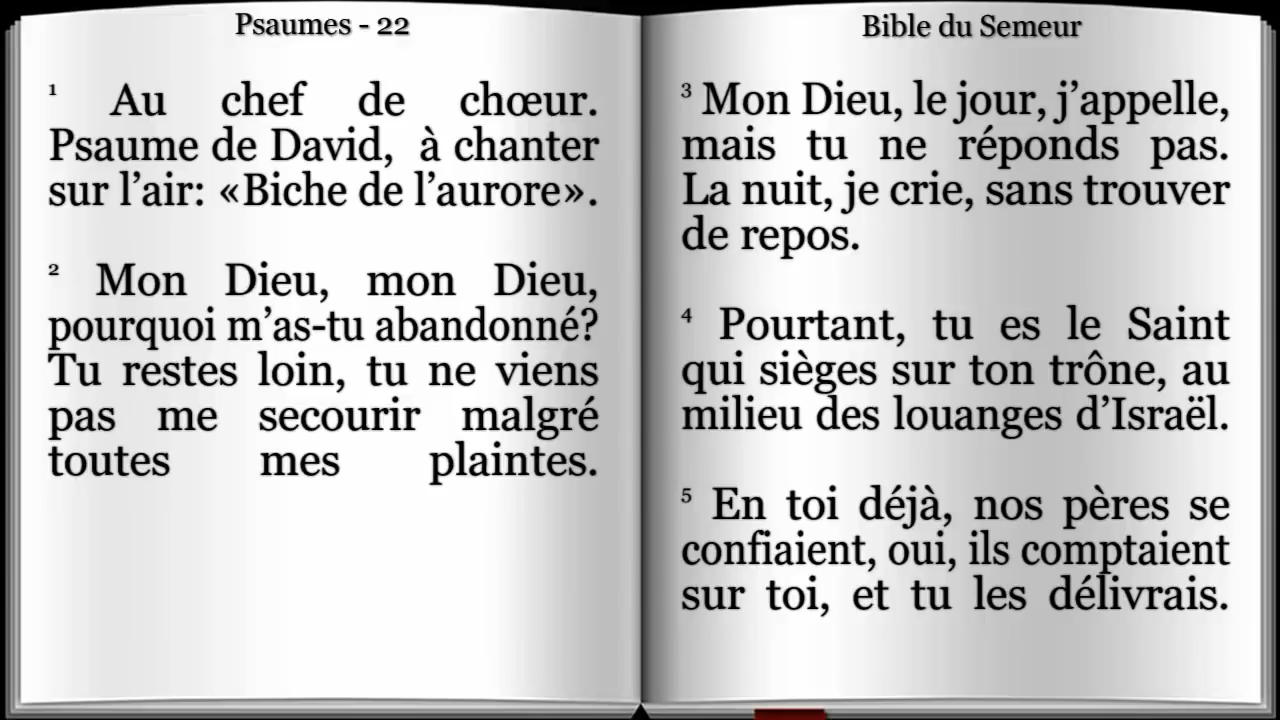 Psaumes - 22
¹ Au chef de chœur.
Psaume de David, à chanter
sur l’air: «Biche de l’aurore».
² Mon Dieu, mon Dieu,
pourquoi m’as-tu abandonné?
Tu restes loin, tu ne viens
pas me secourir malgré
toutes mes plaintes.
Bible du Semeur
³ Mon Dieu, le jour, j’appelle,
mais tu ne réponds pas.
La nuit, je crie, sans trouver
de repos.
⁴ Pourtant, tu es le Saint
qui sièges sur ton trône, au
milieu des louanges d’Israël.
⁵ En toi déjà, nos pères se
confiaient, oui, ils comptaient
sur toi, et tu les délivrais.